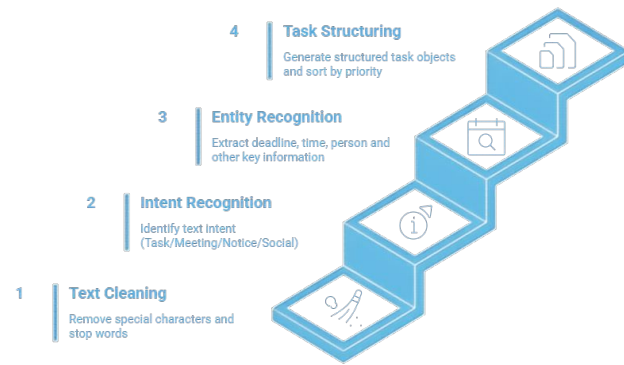 4
Task Structuring
Generate structured task objects
and sort by priority
3
Entity Recognition
Extract deadline, time, person and
other key information
2
Intent Recognition
Identify text intent
(Task/Meeting/Notice/Social)
1
Text Cleaning
Remove special characters and
stop words